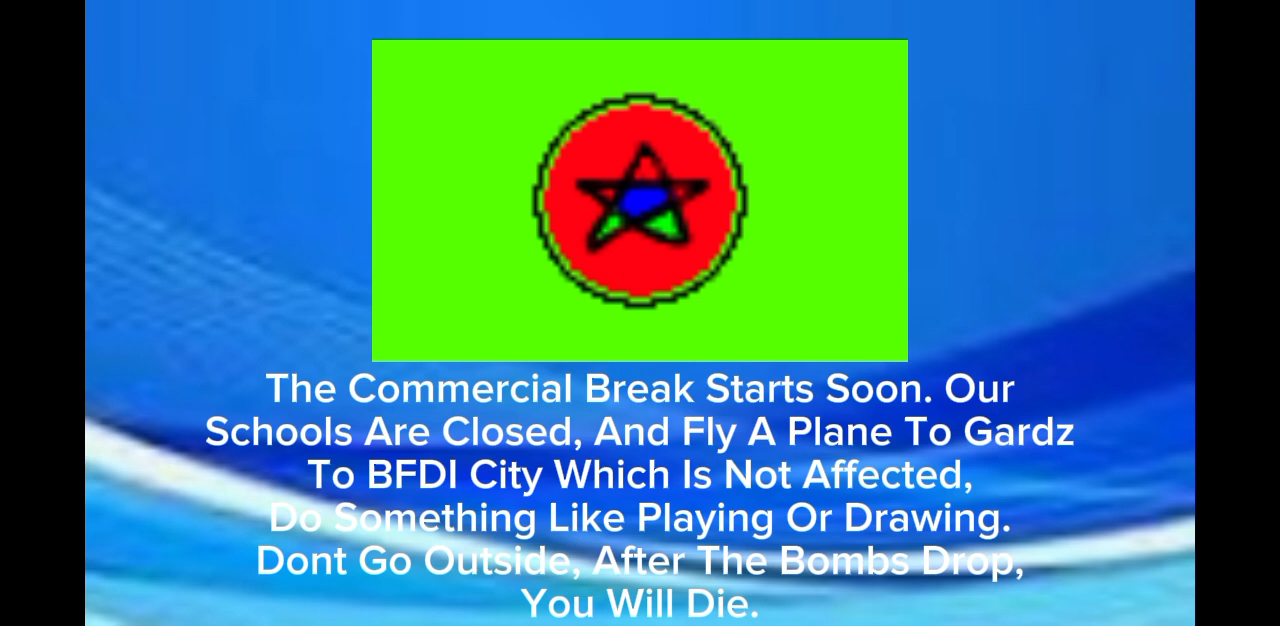 The Commercial Break Starts Soon. Our
Schools Are Closed, And Fly A Plane To Gardz
To BFDI City Which Is Not Affected,
Do Something Like Playing Or Drawing.
Dont Go Outside, After The Bombs Drop,
You Will Die.